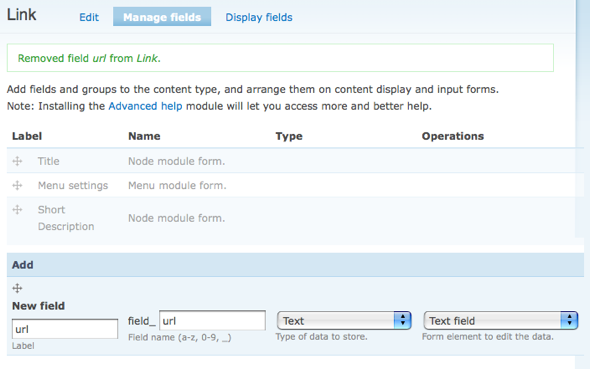 Link Edit Manage fields Display fields
Removed field url from Link.
Add fields and groups to the content type, and arrange them on content display and input forms.
Note: Installing the Advanced help module will let you access more and better help.
Label Name Type Operations
Title Node module form.
Menu settings Menu module form.
Short
Description Node module form.
Add
New field
url field_ url Text Text field
Label Field name (a-z, 0-9, _) Type of data to store. Form element to edit the data.